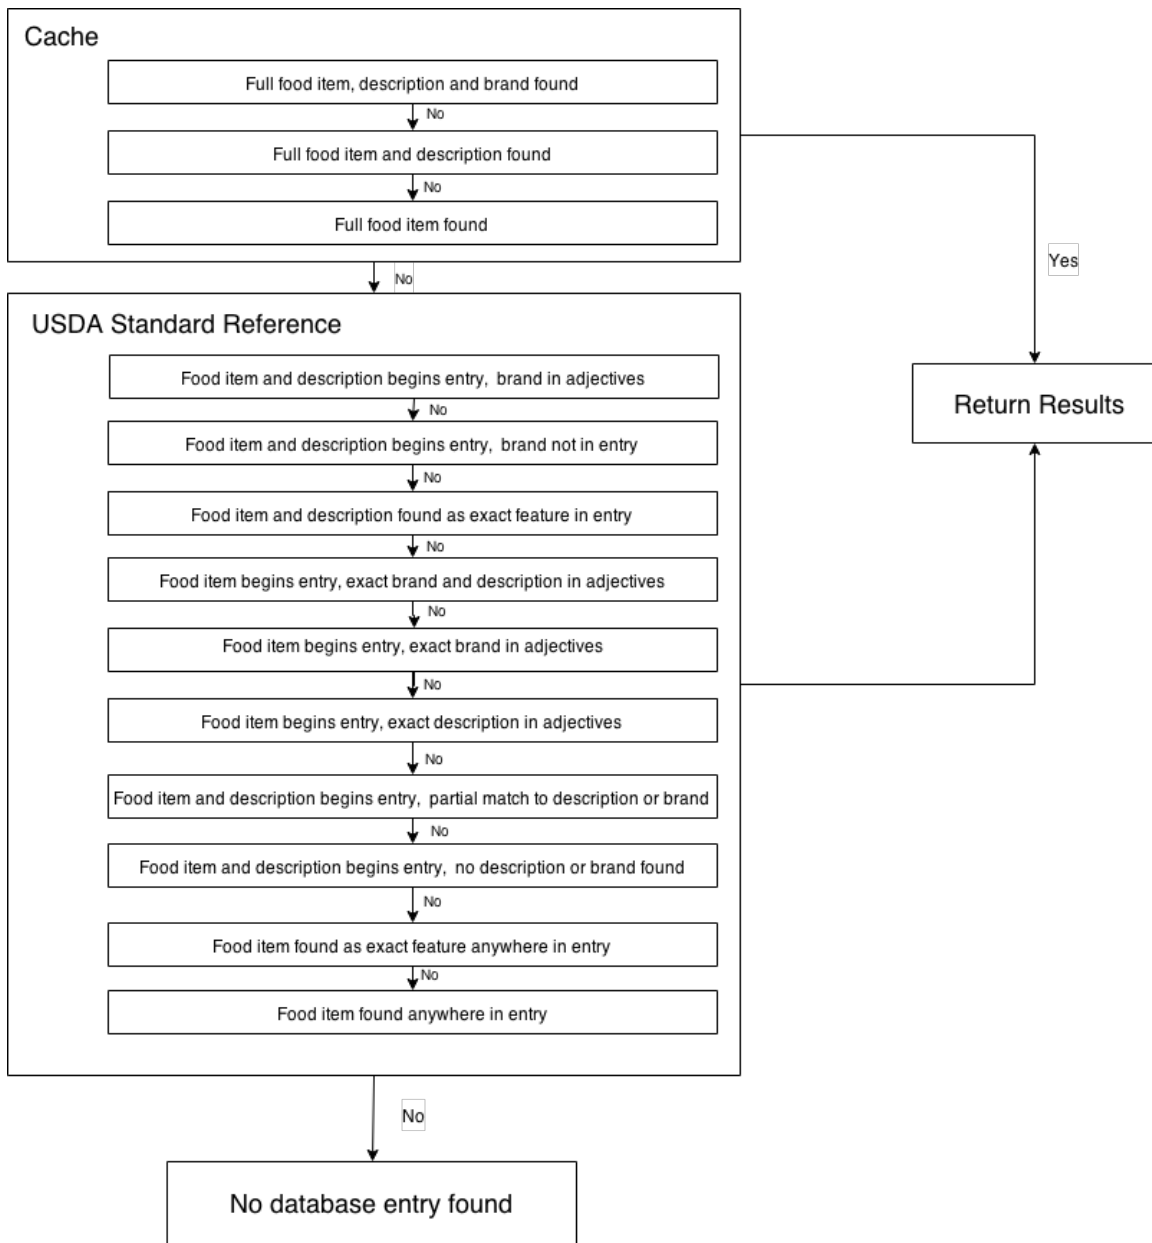 Cache
Full food item, description and brand found
No
Full food item and description found
No
Full food item found
Yes
No
USDA Standard Reference
Food item and description begins entry, brand in adjectives
Return Results
No
Food item and description begins entry, brand not in entry
No
Food item and description found as exact feature in entry
No
Food item begins entry, exact brand and description in adjectives
No
Food item begins entry, exact brand in adjectives
No
Food item begins entry, exact description in adjectives
No
Food item and description begins entry, partial match to description or brand
No
Food item and description begins entry, no description or brand found
No
Food item found as exact feature anywhere in entry
No
Food item found anywhere in entry
No
No database entry found